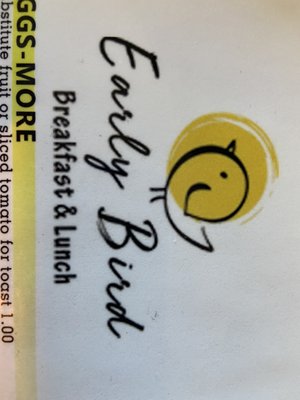 Early Bird
Breakfast & Lunch
GGS-MORE
bstitute fruit or sliced tomato for toast 1.00